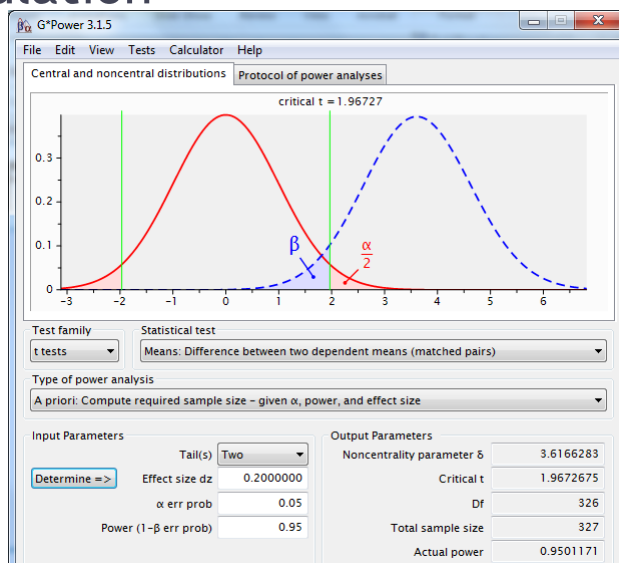 G*Power 3.1.5
File Edit View Tests Calculator Help
Central and noncentral distributions Protocol of power analyses
critical t = 1.96727
0.3
0.2
0.1
0
β
α
2
-3 -2 -1 0 1 2 3 4 5 6
Test family Statistical test
t tests Means: Difference between two dependent means (matched pairs)
Type of power analysis
A priori: Compute required sample size – given α, power, and effect size
Input Parameters Output Parameters
Tail(s) Two Noncentrality parameter δ 3.6166283
Determine => Effect size dz 0.2000000 Critical t 1.9672675
α err prob 0.05 Df 326
Power (1-β err prob) 0.95 Total sample size 327
Actual power 0.9501171